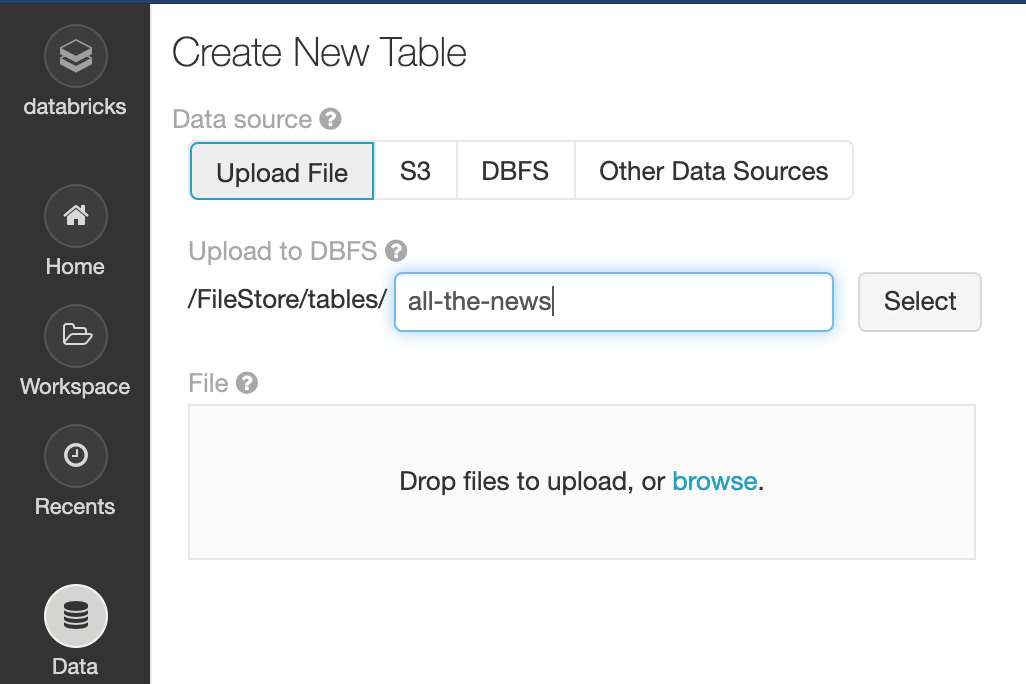 databricks
Home
Workspace
Recents
Data
Create New Table
Data source ?
Upload File S3 DBFS Other Data Sources
Upload to DBFS ?
/FileStore/tables/ all-the-news Select
File ?
Drop files to upload, or browse.